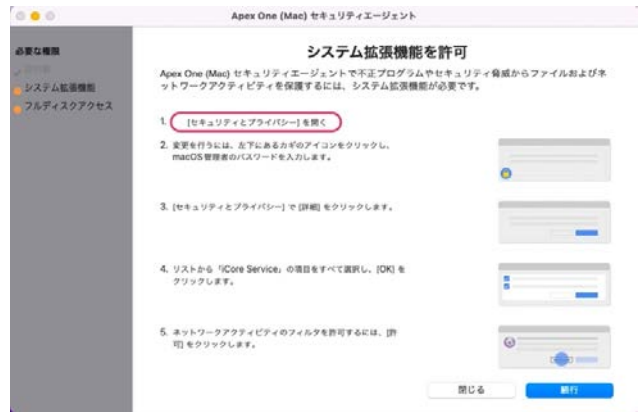 Apex One (Mac) セキュリティエージェント
必要な権限
システム拡張機能
フルディスクアクセス
システム拡張機能を許可
Apex One (Mac) セキュリティエージェントで不正プログラムやセキュリティ脅威からファイルおよびネ
ットワークアクティビティを保護するには、システム拡張機能が必要です。
1. [セキュリティとプライバシー] を開く
2. 変更を行うには、左下にあるカギのアイコンをクリックし、
macOS 管理者のパスワードを入力します。
3. [セキュリティとプライバシー] で [詳細] をクリックします。
4. リストから「iCore Service」の項目をすべて選択し、[OK] を
クリックします。
5. ネットワークアクティビティのフィルタを許可するには、[許
可] をクリックします。
閉じる
続行